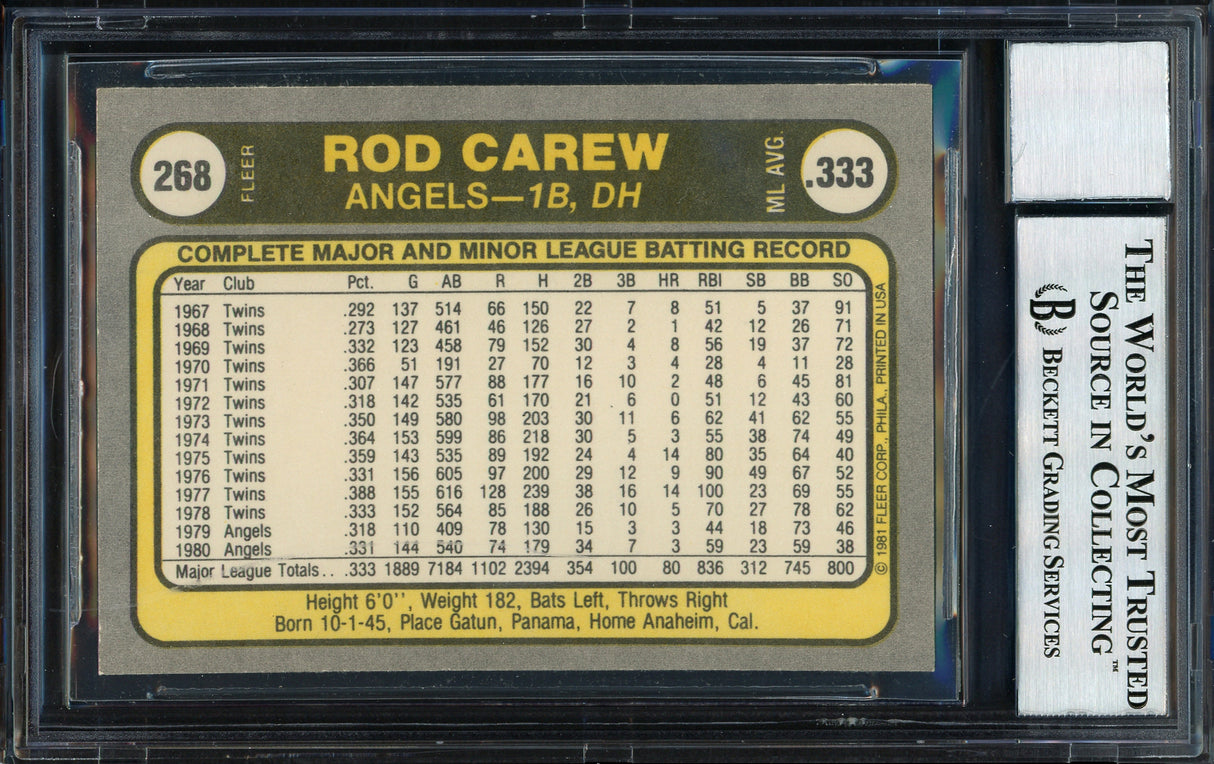 268
FLEER
ROD CAREW
ANGELS—1B, DH
ML AVG
.333
COMPLETE MAJOR AND MINOR LEAGUE BATTING RECORD
Year Club Pct. G AB R H 2B 3B HR RBI SB BB SO
1967 Twins .292 137 514 66 150 22 7 8 51 5 37 91
1968 Twins .273 127 461 46 126 27 2 1 42 12 26 71
1969 Twins .332 123 458 79 152 30 4 8 56 19 37 72
1970 Twins .366 51 191 27 70 12 3 4 28 4 11 28
1971 Twins .307 147 577 88 177 16 10 2 48 6 45 81
1972 Twins .318 142 535 61 170 21 6 0 51 12 43 60
1973 Twins .350 149 580 98 203 30 11 6 62 41 62 55
1974 Twins .364 153 599 86 218 30 5 3 55 38 74 49
1975 Twins .359 143 535 89 192 24 4 14 80 35 64 40
1976 Twins .331 156 605 97 200 29 12 9 90 49 67 52
1977 Twins .388 155 616 128 239 38 16 14 100 23 69 55
1978 Twins .333 152 564 85 188 26 10 5 70 27 78 62
1979 Angels .318 110 409 78 130 15 3 3 44 18 73 46
1980 Angels .331 144 540 74 179 34 7 3 59 23 59 38
Major League Totals. . .333 1889 7184 1102 2394 354 100 80 836 312 745 800
Height 6'0'', Weight 182, Bats Left, Throws Right
Born 10-1-45, Place Gatun, Panama, Home Anaheim, Cal.
© 1981 FLEER CORP., PHILA., PRINTED IN USA
THE WORLD'S MOST TRUSTED
SOURCE IN COLLECTING™
B BECKETT GRADING SERVICES